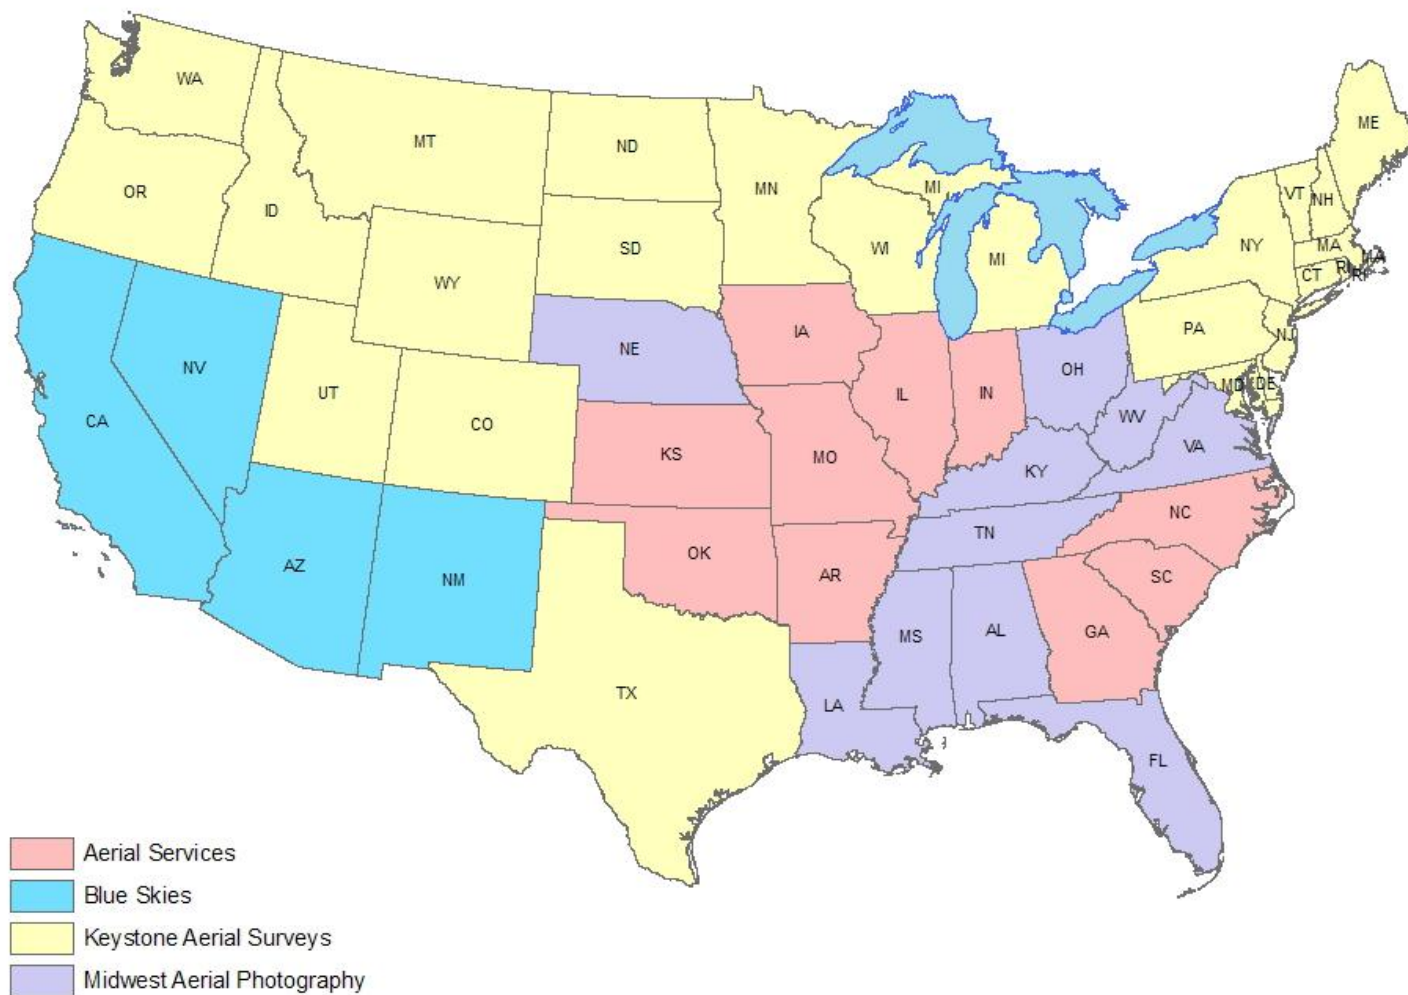 WA
ME
MT
ND
VT
NH
MN
MI
OR
ID
NY
MA
SD
WI
MI
MA
CT
RI
RI
WY
PA
NJ
IA
NE
NV
OH
MD
DE
UT
IL
IN
CA
CO
WV
KS
MO
VA
KY
NC
TN
OK
AZ
NM
AR
SC
MS
AL
GA
TX
LA
FL
Aerial Services
Blue Skies
Keystone Aerial Surveys
Midwest Aerial Photography